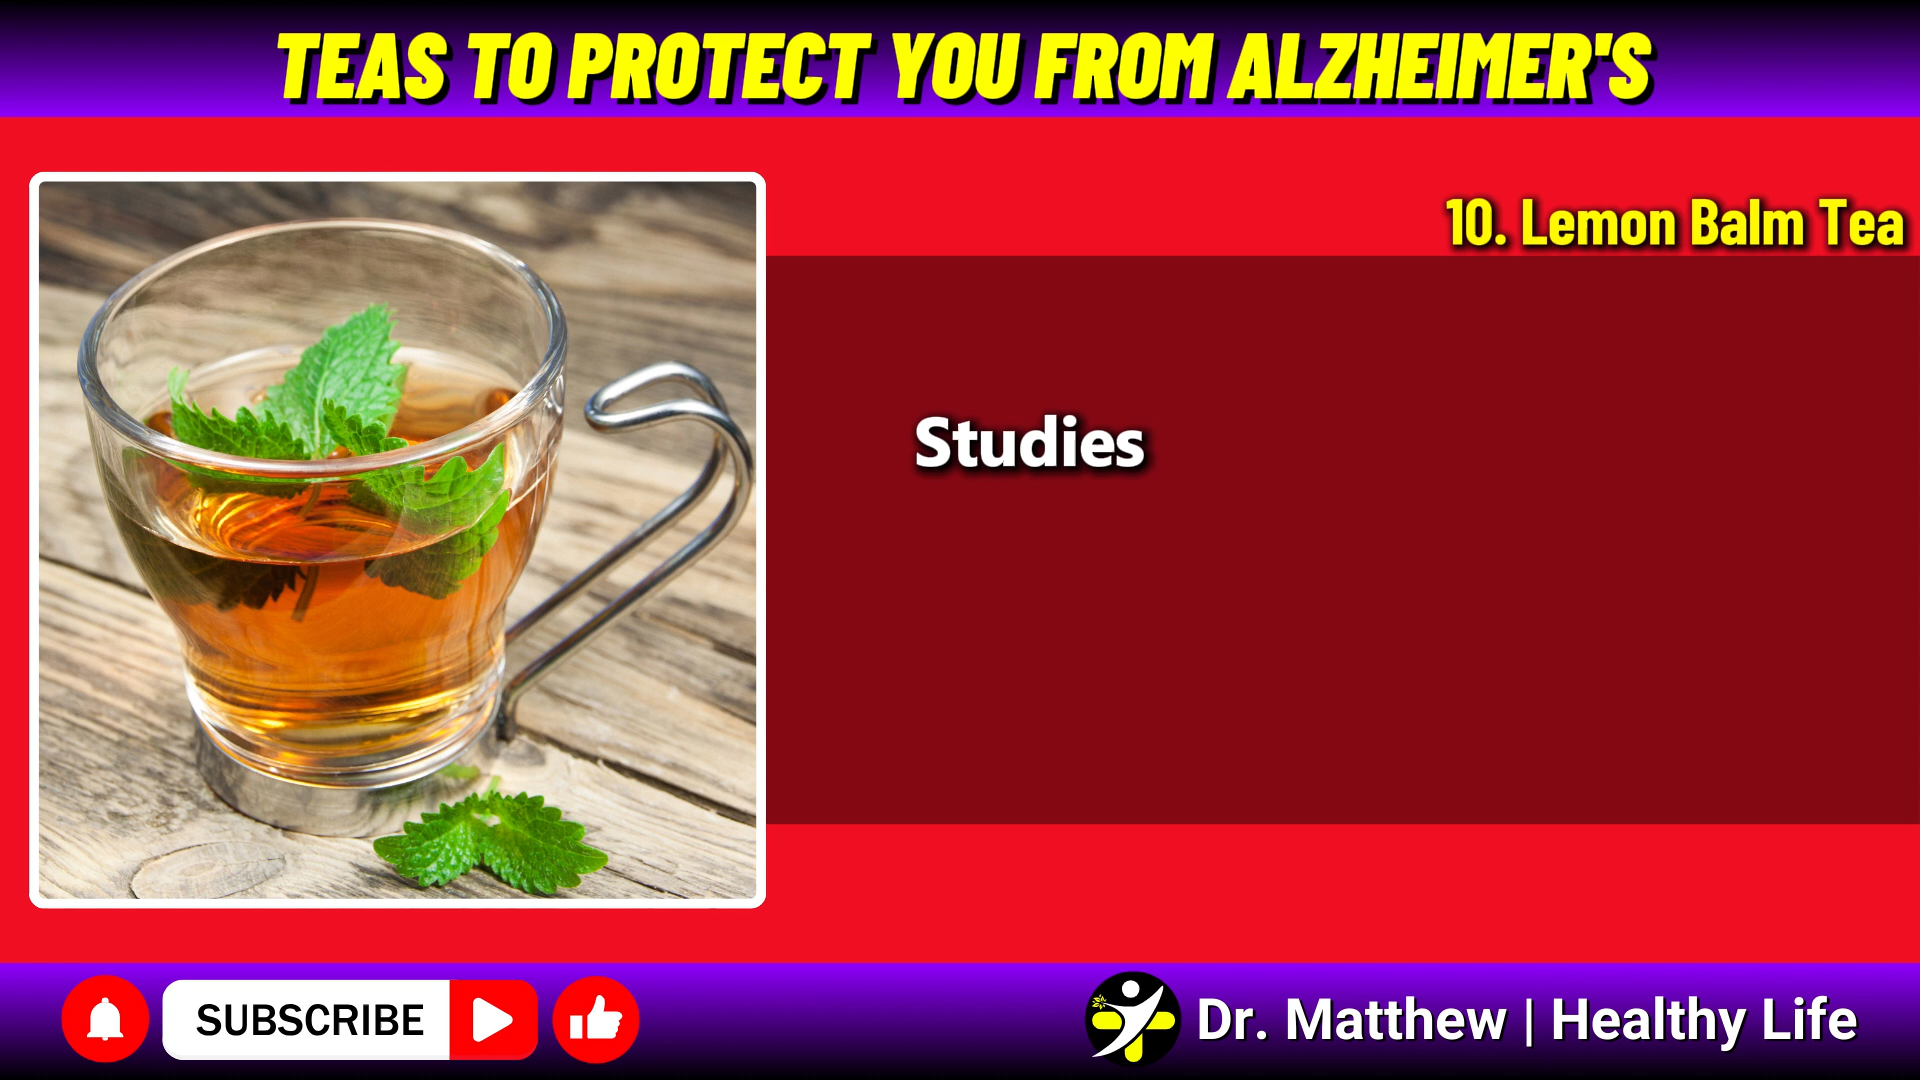 TEAS TO PROTECT YOU FROM ALZHEIMER'S
10. Lemon Balm Tea
Studies
SUBSCRIBE
Dr. Matthew | Healthy Life